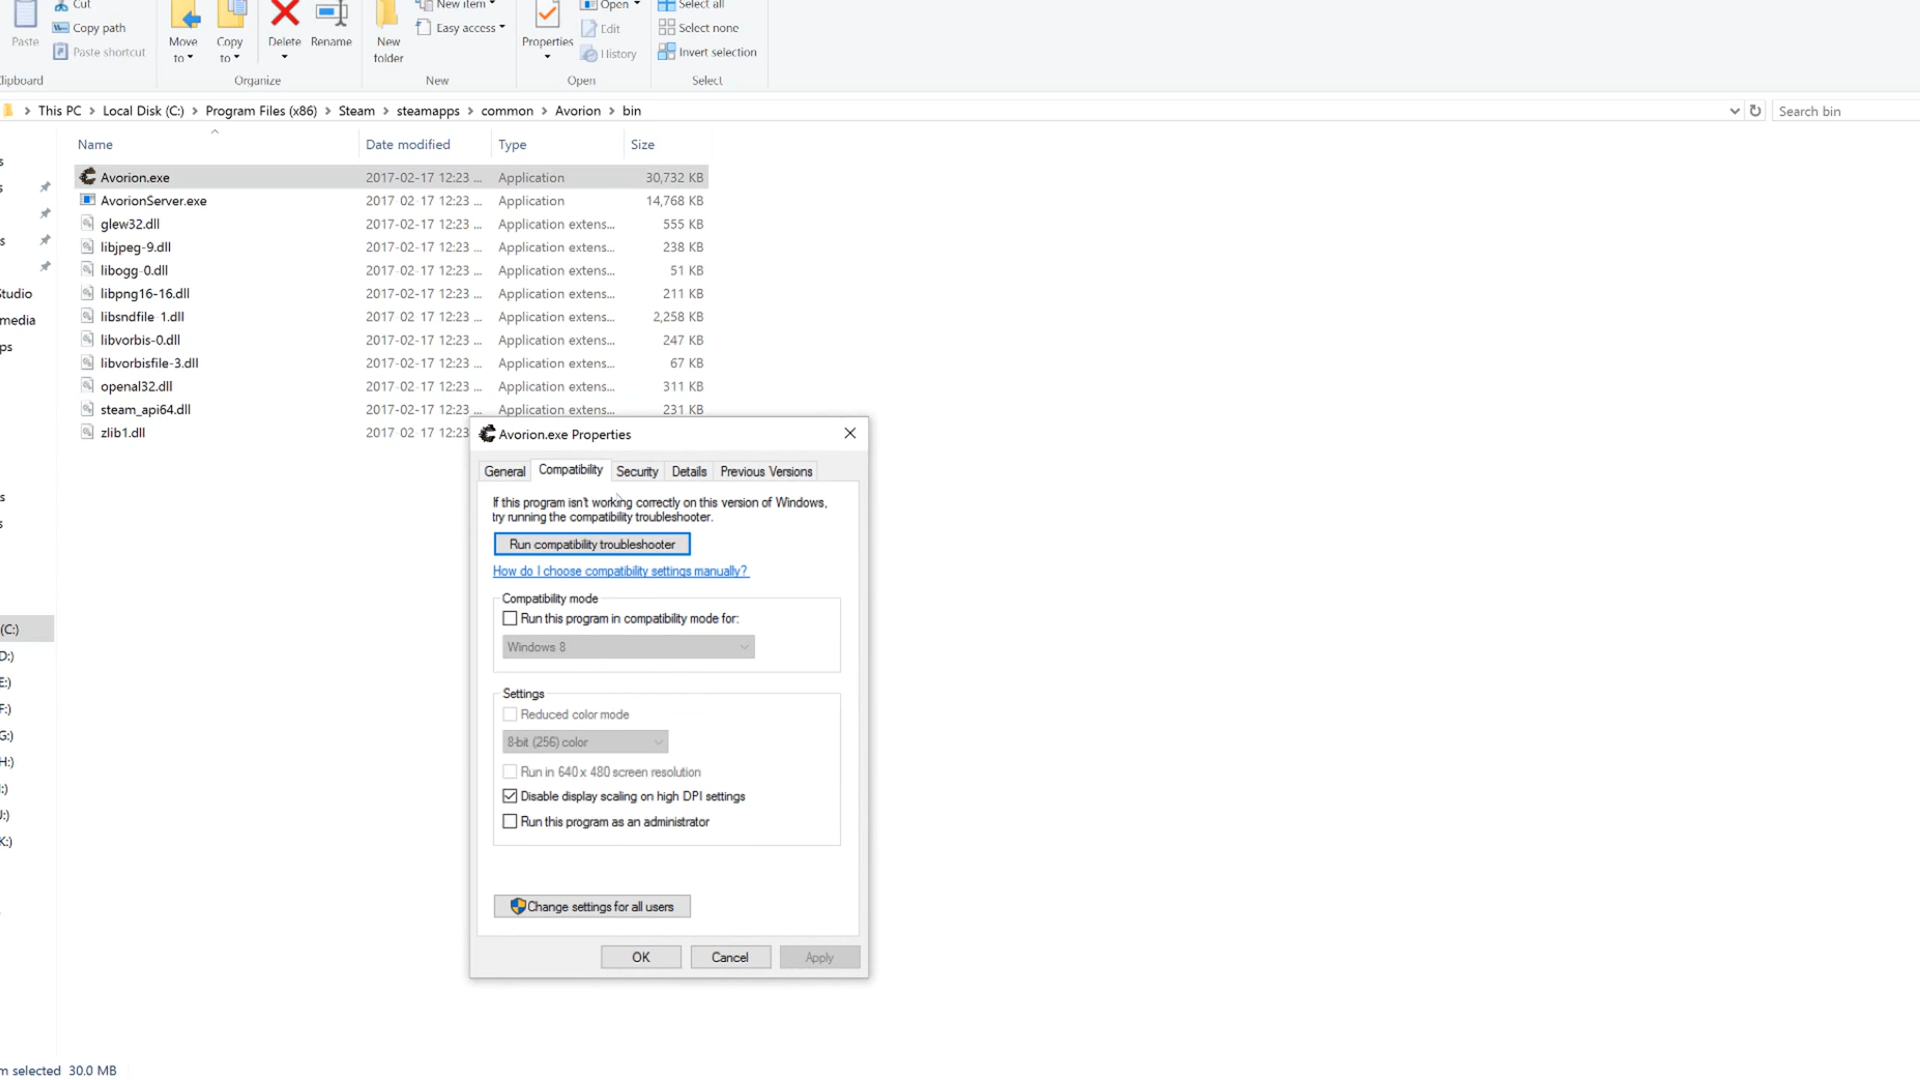 Cut
Copy path
Paste shortcut
Paste
Clipboard
Move to
Copy to
Delete
Rename
Organize
New item
Easy access
New folder
New
Properties
Open
Edit
History
Open
Select all
Select none
Invert selection
Select
This PC > Local Disk (C:) > Program Files (x86) > Steam > steamapps > common > Avorion > bin
Search bin
Name Date modified Type Size
Avorion.exe 2017-02-17 12:23 ... Application 30,732 KB
AvorionServer.exe 2017-02-17 12:23 ... Application 14,768 KB
glew32.dll 2017-02-17 12:23 ... Application extens... 555 KB
libjpeg-9.dll 2017-02-17 12:23 ... Application extens... 238 KB
libogg-0.dll 2017-02-17 12:23 ... Application extens... 51 KB
libpng16-16.dll 2017-02-17 12:23 ... Application extens... 211 KB
libsndfile-1.dll 2017-02-17 12:23 ... Application extens... 2,258 KB
libvorbis-0.dll 2017-02-17 12:23 ... Application extens... 247 KB
libvorbisfile-3.dll 2017-02-17 12:23 ... Application extens... 67 KB
openal32.dll 2017-02-17 12:23 ... Application extens... 311 KB
steam_api64.dll 2017-02-17 12:23 ... Application extens... 231 KB
zlib1.dll 2017-02-17 12:23
s
s
s
Studio
media
ps
s
s
(C:)
D:)
E:)
F:)
G:)
H:)
I:)
J:)
K:)
Avorion.exe Properties
General Compatibility Security Details Previous Versions
If this program isn't working correctly on this version of Windows,
try running the compatibility troubleshooter.
Run compatibility troubleshooter
How do I choose compatibility settings manually?
Compatibility mode
Run this program in compatibility mode for:
Windows 8
Settings
Reduced color mode
8-bit (256) color
Run in 640 x 480 screen resolution
Disable display scaling on high DPI settings
Run this program as an administrator
Change settings for all users
OK Cancel Apply
m selected 30.0 MB